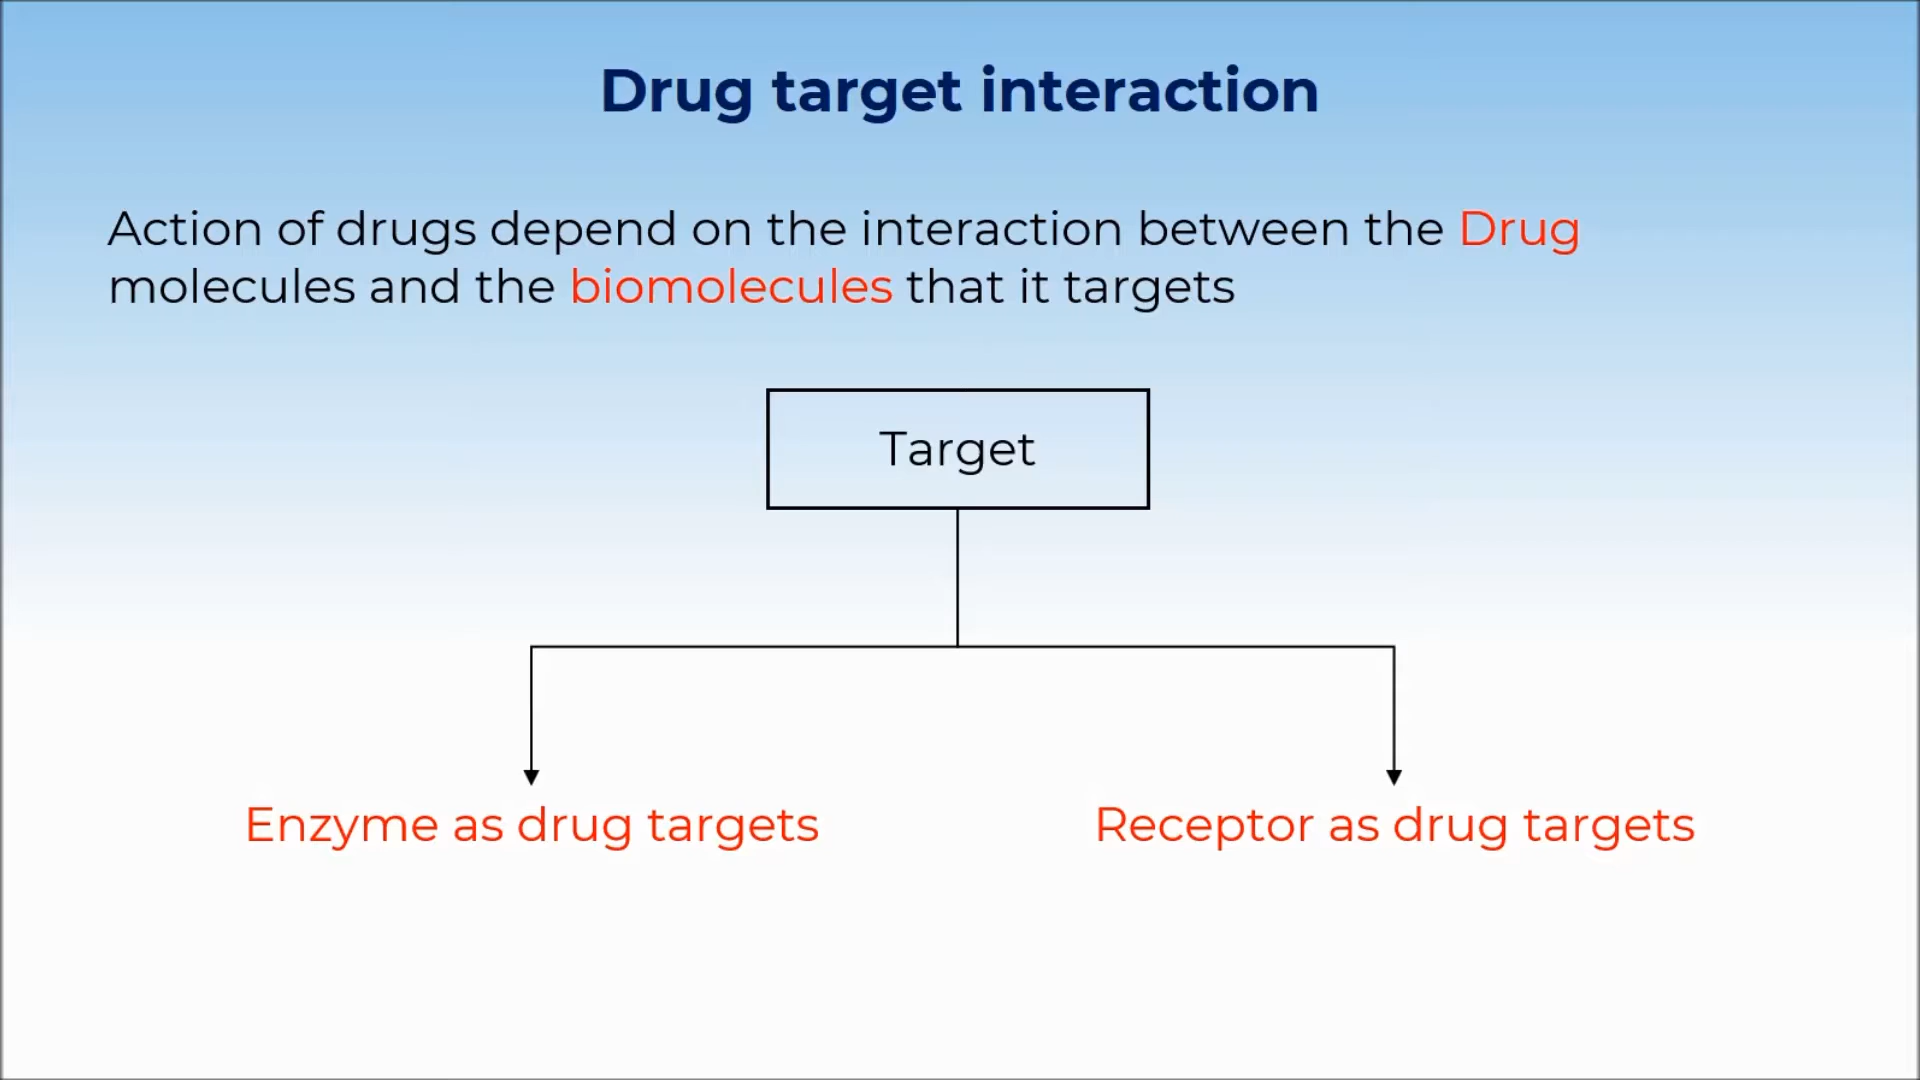 Drug target interaction
Action of drugs depend on the interaction between the Drug
molecules and the biomolecules that it targets
Target
Enzyme as drug targets
Receptor as drug targets